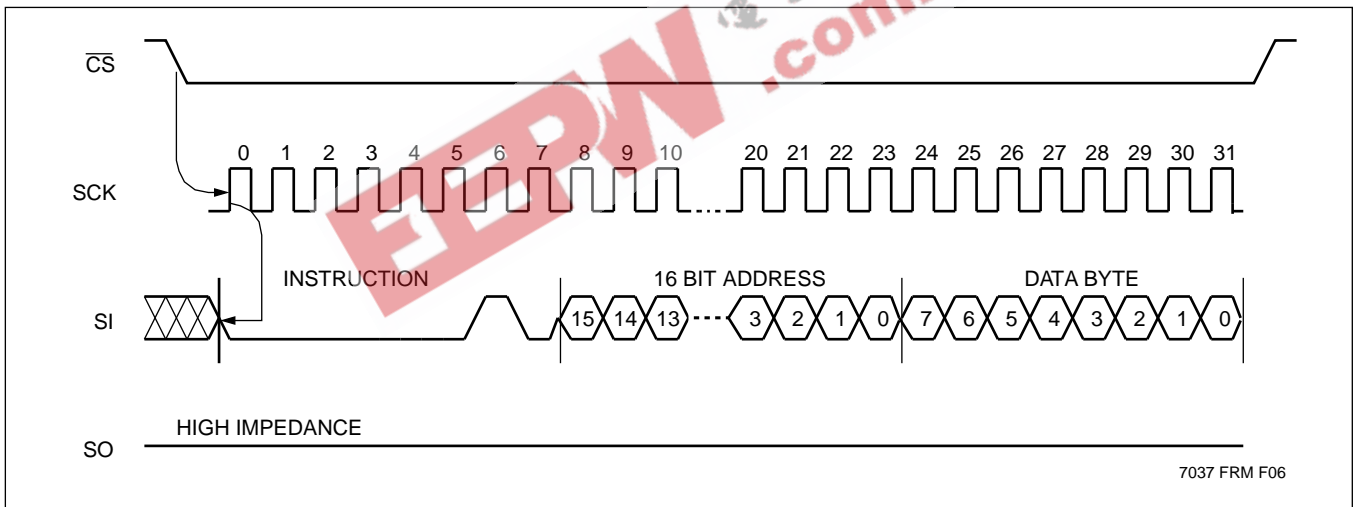 CS
0 1 2 3 4 5 6 7 8 9 10 20 21 22 23 24 25 26 27 28 29 30 31
SCK
INSTRUCTION 16 BIT ADDRESS DATA BYTE
SI 15 14 13 3 2 1 0 7 6 5 4 3 2 1 0
HIGH IMPEDANCE
SO
7037 FRM F06
EEPW .com